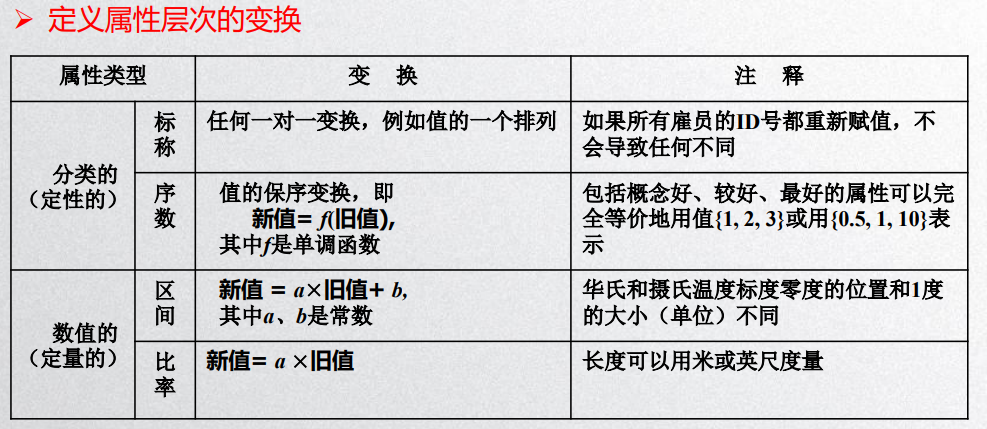 ➢ 定义属性层次的变换
属性类型
变 换
注 释
分类的
（定性的）
标
称
任何一对一变换，例如值的一个排列
如果所有雇员的ID号都重新赋值，不
会导致任何不同
序
数
值的保序变换，即
新值= f(旧值),
其中f是单调函数
包括概念好、较好、最好的属性可以完
全等价地用值{1, 2, 3}或用{0.5, 1, 10}表
示
数值的
（定量的）
区
间
新值 = a×旧值+ b,
其中a、b是常数
华氏和摄氏温度标度零度的位置和1度
的大小（单位）不同
比
率
新值= a ×旧值
长度可以用米或英尺度量